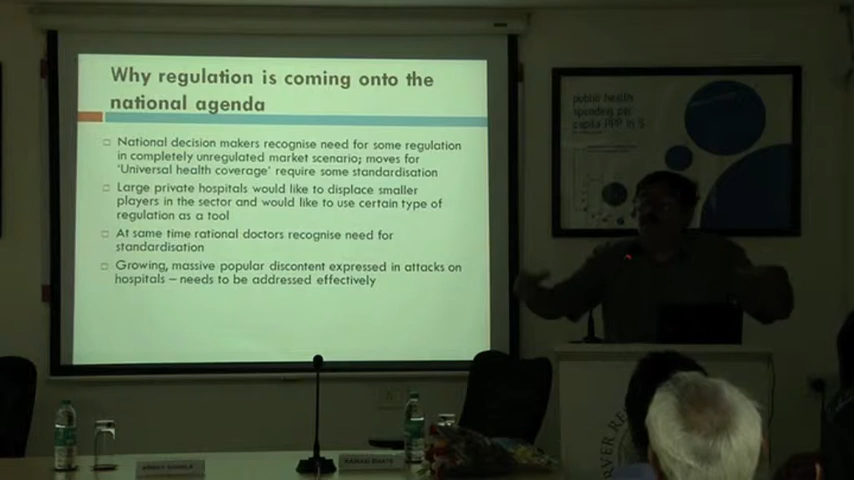 Why regulation is coming onto the
national agenda
National decision makers recognise need for some regulation
in completely unregulated market scenario; moves for
'Universal health coverage' require some standardisation
Large private hospitals would like to displace smaller
players in the sector and would like to use certain type of
regulation as a tool
At same time rational doctors recognise need for
standardisation
Growing, massive popular discontent expressed in attacks on
hospitals – needs to be addressed effectively
public health
spending per
capita PPP in $